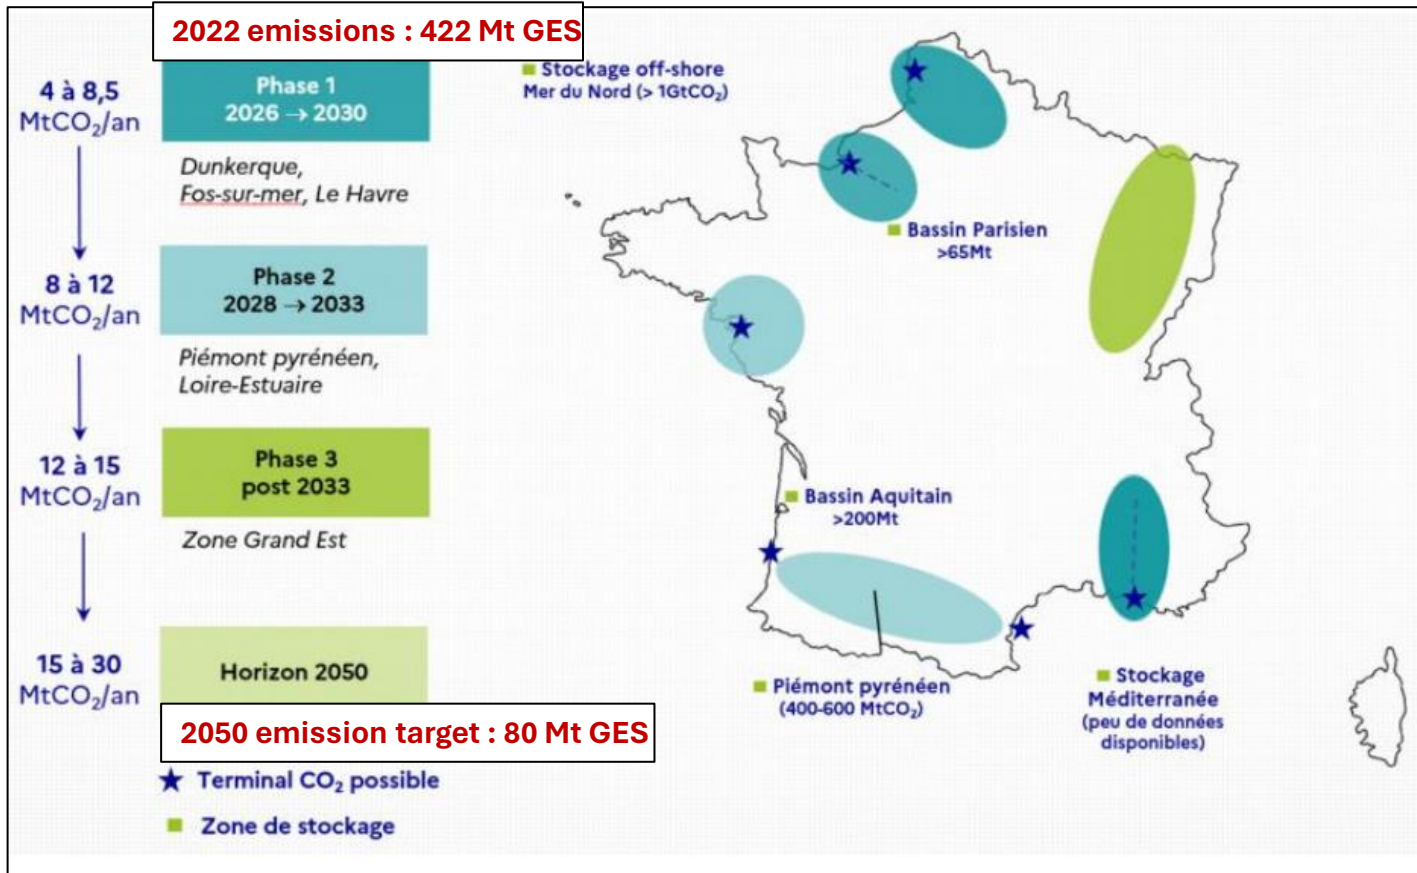 2022 emissions : 422 Mt GES
4 à 8,5
MtCO₂/an
Phase 1
2026 → 2030
Dunkerque,
Fos-sur-mer, Le Havre
8 à 12
MtCO₂/an
Phase 2
2028 → 2033
Piémont pyrénéen,
Loire-Estuaire
12 à 15
MtCO₂/an
Phase 3
post 2033
Zone Grand Est
15 à 30
MtCO₂/an
Horizon 2050
2050 emission target : 80 Mt GES
Terminal CO₂ possible
Zone de stockage
Stockage off-shore
Mer du Nord (> 1GtCO₂)
Bassin Parisien
>65Mt
Bassin Aquitain
>200Mt
Piémont pyrénéen
(400-600 MtCO₂)
Stockage
Méditerranée
(peu de données
disponibles)